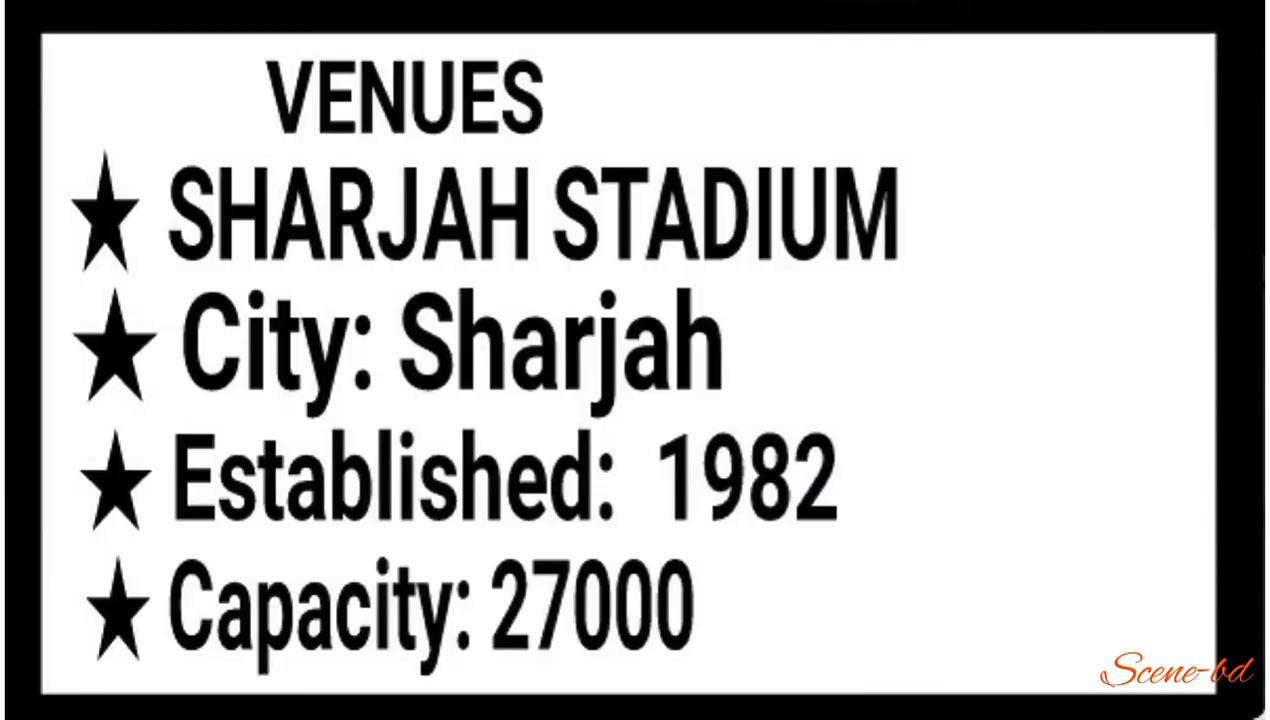 VENUES
★ SHARJAH STADIUM
★ City: Sharjah
★ Established: 1982
★ Capacity: 27000
Scene-bd